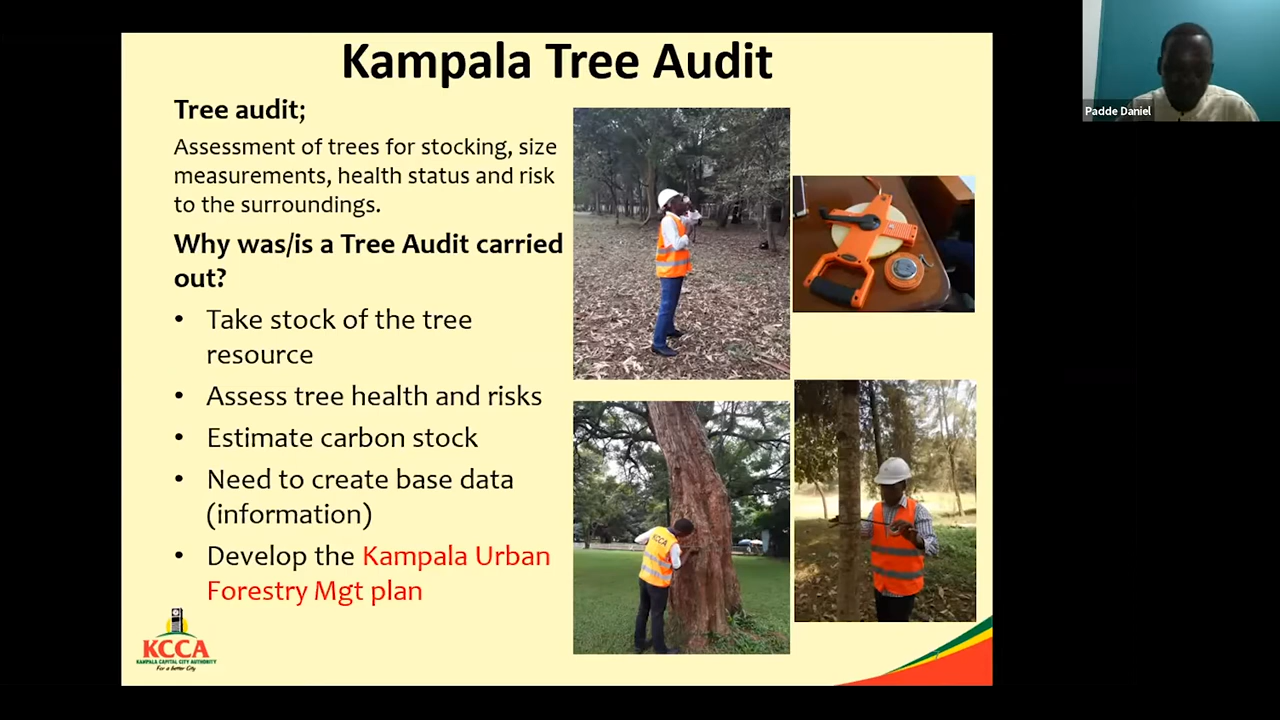 Kampala Tree Audit
Tree audit;
Assessment of trees for stocking, size
measurements, health status and risk
to the surroundings.
Why was/is a Tree Audit carried
out?
• Take stock of the tree
resource
• Assess tree health and risks
• Estimate carbon stock
• Need to create base data
(information)
• Develop the Kampala Urban
Forestry Mgt plan
KCCA
KAMPALA CAPITAL CITY AUTHORITY
For a better City
KCCA
Padde Daniel